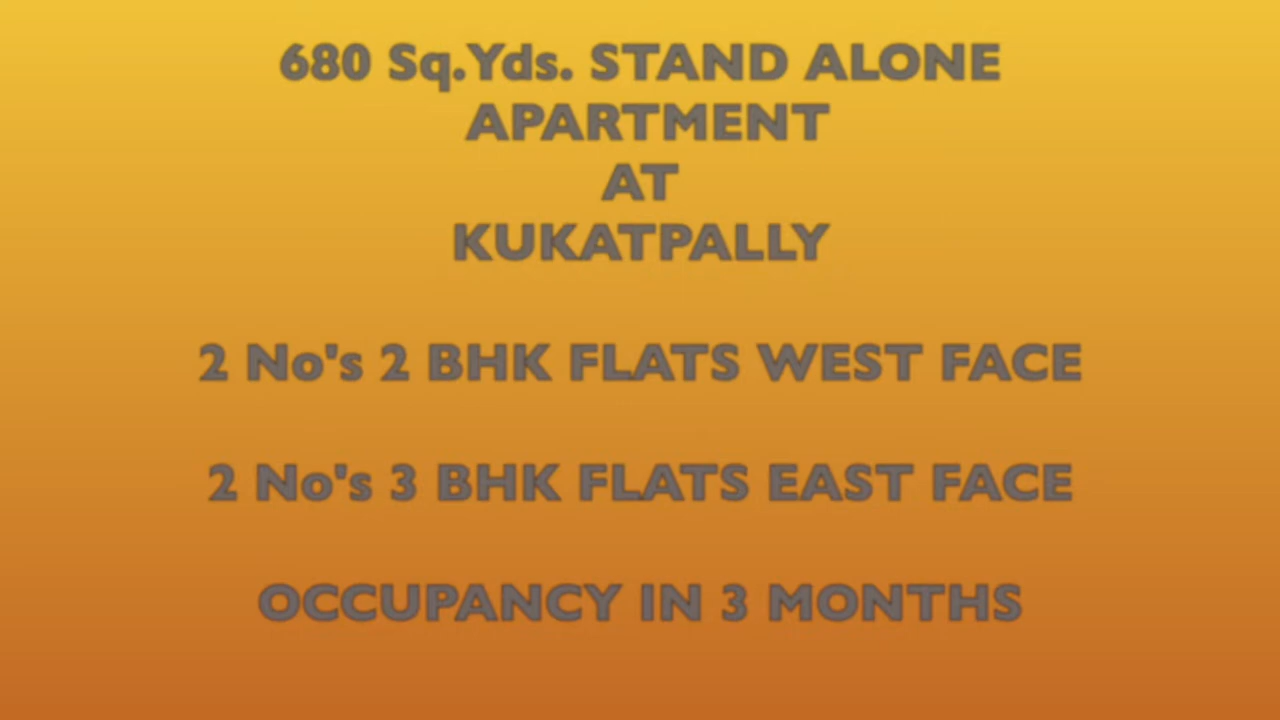 680 Sq.Yds. STAND ALONE
APARTMENT
AT
KUKATPALLY
2 No's 2 BHK FLATS WEST FACE
2 No's 3 BHK FLATS EAST FACE
OCCUPANCY IN 3 MONTHS